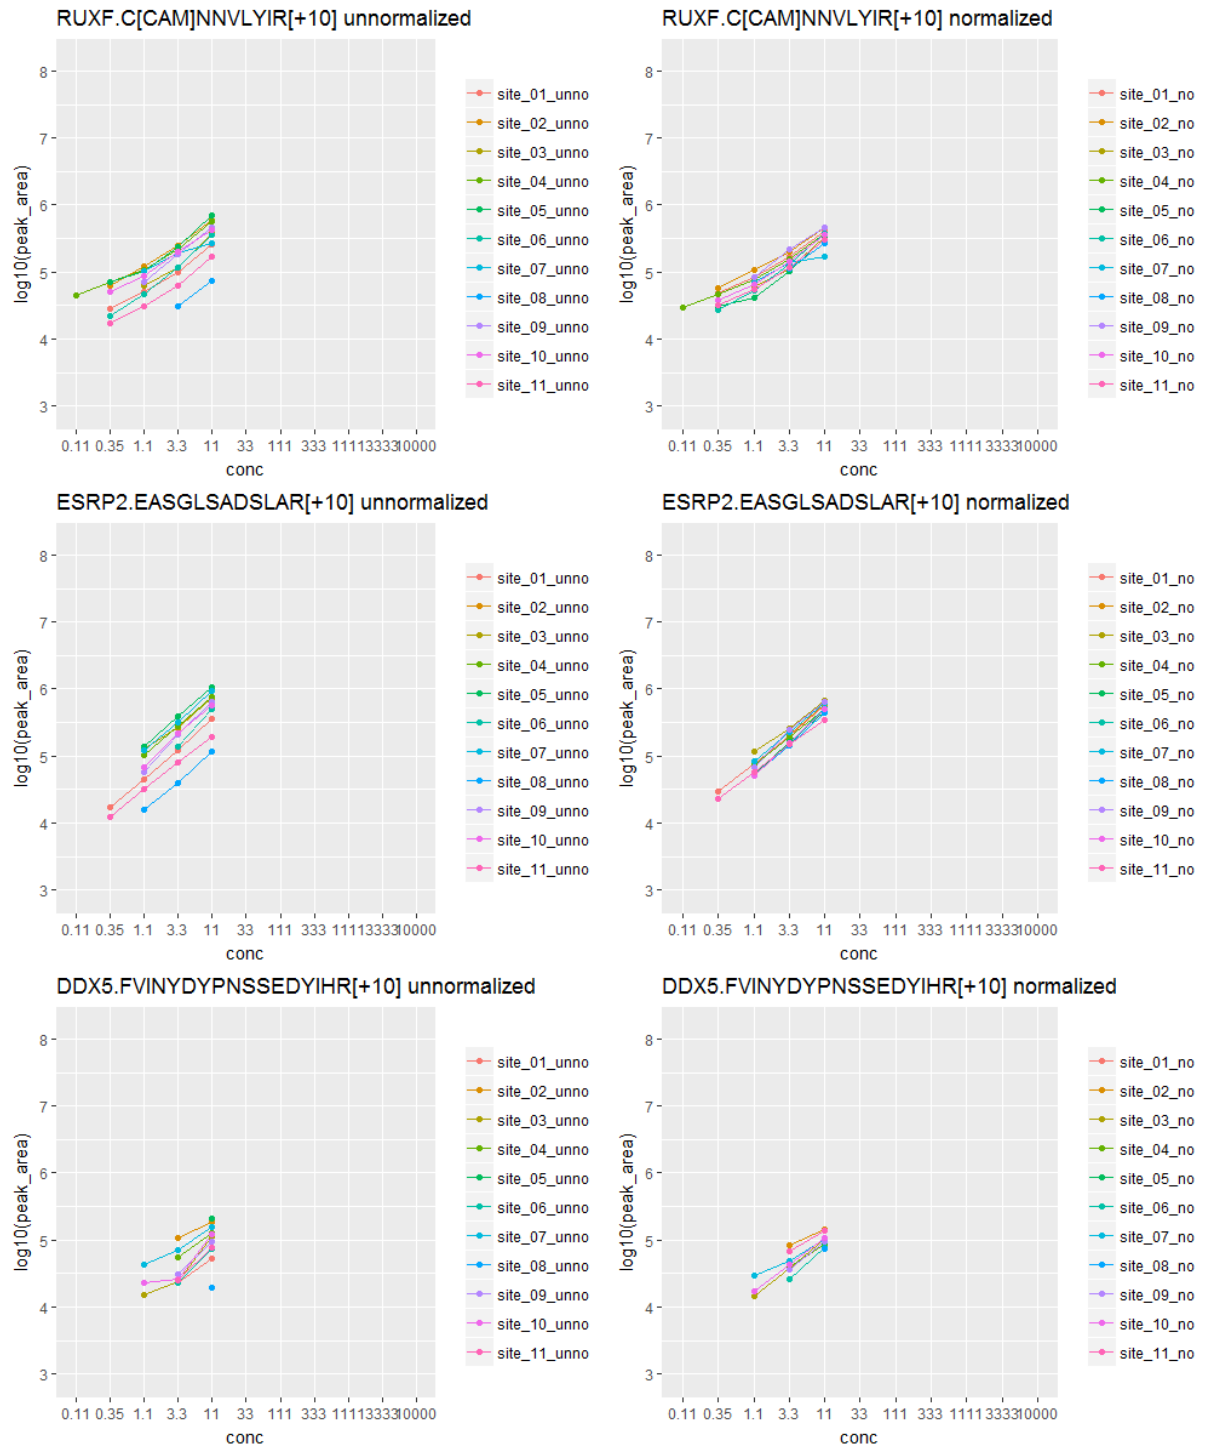 RUXF.C[CAM]NNVLYIR[+10] unnormalized
8
7
6
5
4
3
log10(peak_area)
0.11 0.35 1.1 3.3 11 33 111 333 1111 3333 10000
conc
site_01_unno
site_02_unno
site_03_unno
site_04_unno
site_05_unno
site_06_unno
site_07_unno
site_08_unno
site_09_unno
site_10_unno
site_11_unno
RUXF.C[CAM]NNVLYIR[+10] normalized
8
7
6
5
4
3
log10(peak_area)
0.11 0.35 1.1 3.3 11 33 111 333 1111 3333 10000
conc
site_01_no
site_02_no
site_03_no
site_04_no
site_05_no
site_06_no
site_07_no
site_08_no
site_09_no
site_10_no
site_11_no
ESRP2.EASGLSADSLAR[+10] unnormalized
8
7
6
5
4
3
log10(peak_area)
0.11 0.35 1.1 3.3 11 33 111 333 1111 3333 10000
conc
site_01_unno
site_02_unno
site_03_unno
site_04_unno
site_05_unno
site_06_unno
site_07_unno
site_08_unno
site_09_unno
site_10_unno
site_11_unno
ESRP2.EASGLSADSLAR[+10] normalized
8
7
6
5
4
3
log10(peak_area)
0.11 0.35 1.1 3.3 11 33 111 333 1111 3333 10000
conc
site_01_no
site_02_no
site_03_no
site_04_no
site_05_no
site_06_no
site_07_no
site_08_no
site_09_no
site_10_no
site_11_no
DDX5.FVINYDYPNSSEDYIHR[+10] unnormalized
8
7
6
5
4
3
log10(peak_area)
0.11 0.35 1.1 3.3 11 33 111 333 1111 3333 10000
conc
site_01_unno
site_02_unno
site_03_unno
site_04_unno
site_05_unno
site_06_unno
site_07_unno
site_08_unno
site_09_unno
site_10_unno
site_11_unno
DDX5.FVINYDYPNSSEDYIHR[+10] normalized
8
7
6
5
4
3
log10(peak_area)
0.11 0.35 1.1 3.3 11 33 111 333 1111 3333 10000
conc
site_01_no
site_02_no
site_03_no
site_04_no
site_05_no
site_06_no
site_07_no
site_08_no
site_09_no
site_10_no
site_11_no